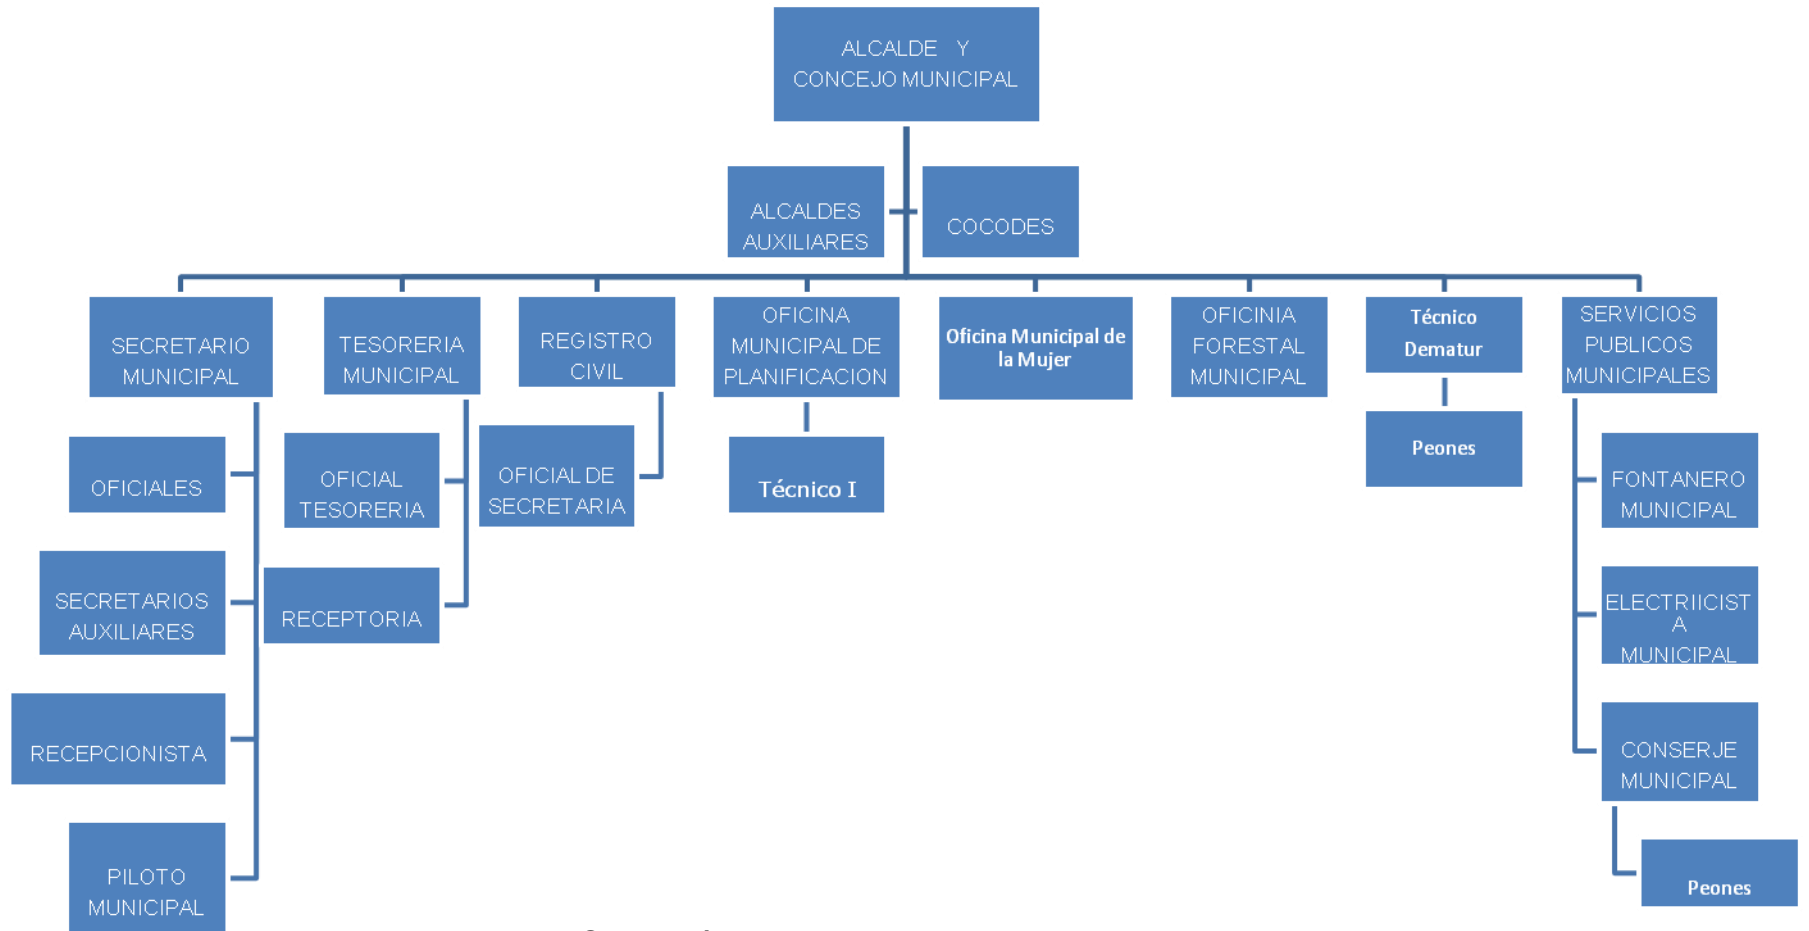 ALCALDE Y
CONCEJO MUNICIPAL
ALCALDES
AUXILIARES
COCODES
SECRETARIO
MUNICIPAL
TESORERIA
MUNICIPAL
REGISTRO
CIVIL
OFICINA
MUNICIPAL DE
PLANIFICACION
Oficina Municipal de
la Mujer
OFICINIA
FORESTAL
MUNICIPAL
Técnico
Dematur
SERVICIOS
PUBLICOS
MUNICIPALES
OFICIALES
SECRETARIOS
AUXILIARES
RECEPCIONISTA
PILOTO
MUNICIPAL
OFICIAL
TESORERIA
RECEPTORIA
OFICIAL DE
SECRETARIA
Técnico I
Peones
FONTANERO
MUNICIPAL
ELECTRIICIST
A
MUNICIPAL
CONSERJE
MUNICIPAL
Peones